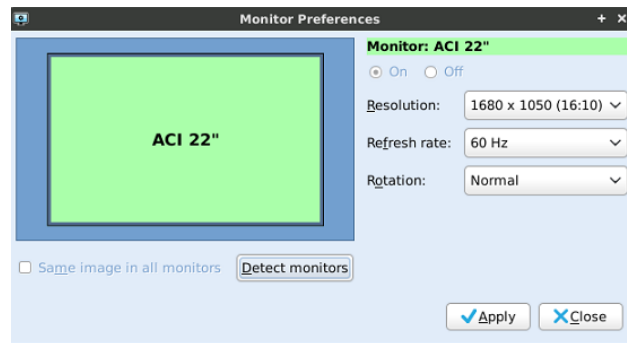 Monitor Preferences
Monitor: ACI 22"
On Off
Resolution: 1680 x 1050 (16:10)
ACI 22"
Refresh rate: 60 Hz
Rotation: Normal
Same image in all monitors Detect monitors
Apply Close